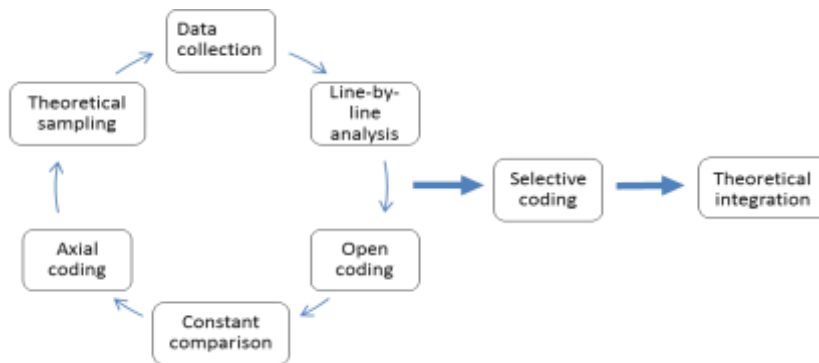 Data
collection
Line-by-
line
analysis
Open
coding
Constant
comparison
Axial
coding
Theoretical
sampling
Selective
coding
Theoretical
integration